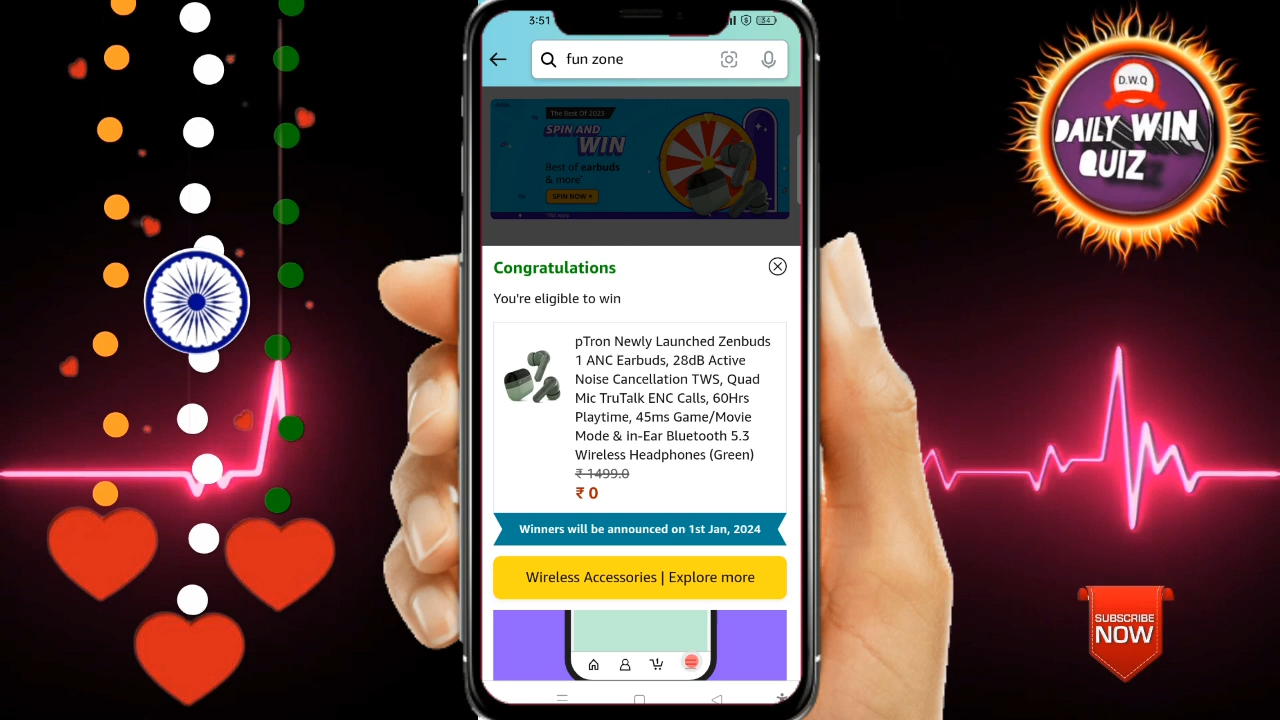 3:51
34
fun zone
The Best Of 2023
SPIN AND
WIN
Best of earbuds
& more*
SPIN NOW
Congratulations
You're eligible to win
pTron Newly Launched Zenbuds
1 ANC Earbuds, 28dB Active
Noise Cancellation TWS, Quad
Mic TruTalk ENC Calls, 60Hrs
Playtime, 45ms Game/Movie
Mode & in-Ear Bluetooth 5.3
Wireless Headphones (Green)
₹ 1499.0
₹ 0
Winners will be announced on 1st Jan, 2024
Wireless Accessories | Explore more
D.W.Q
DAILY WIN
QUIZ
SUBSCRIBE
NOW